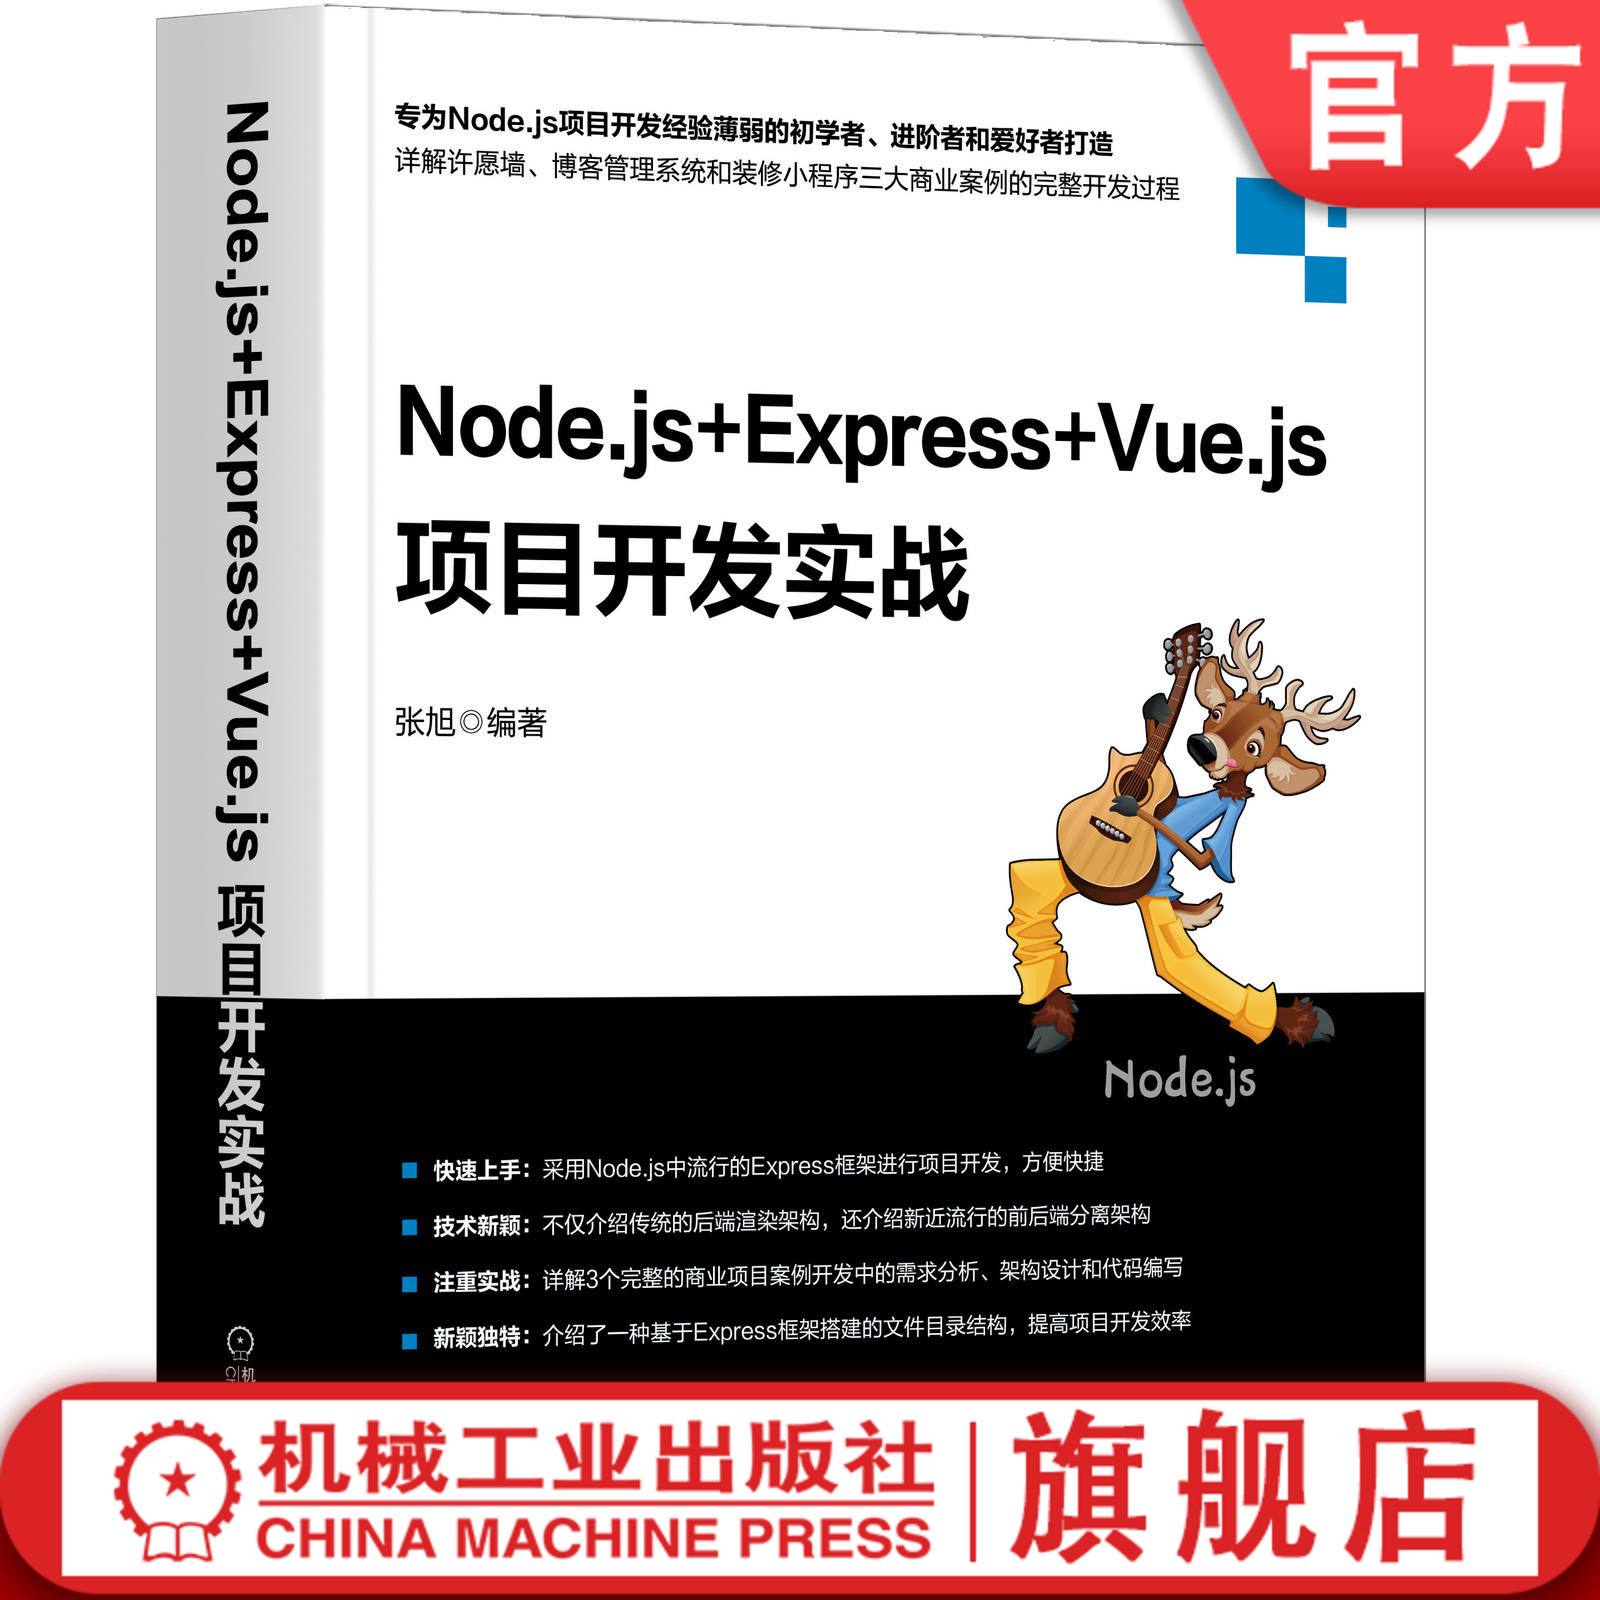 官方
专为Node.js项目开发经验薄弱的初学者、进阶者和爱好者打造
详解许愿墙、博客管理系统和装修小程序三大商业案例的完整开发过程
Node.js+Express+Vue.js
项目开发实战
张旭◎编著
Node.js
快速上手：采用Node.js中流行的Express框架进行项目开发，方便快捷
技术新颖：不仅介绍传统的后端渲染架构，还介绍新近流行的前后端分离架构
注重实战：详解3个完整的商业项目案例开发中的需求分析、架构设计和代码编写
新颖独特：介绍了一种基于Express框架搭建的文件目录结构，提高项目开发效率
Node.js+Express+Vue.js 项目开发实战
机械工业出版社
CHINA MACHINE PRESS
旗舰店